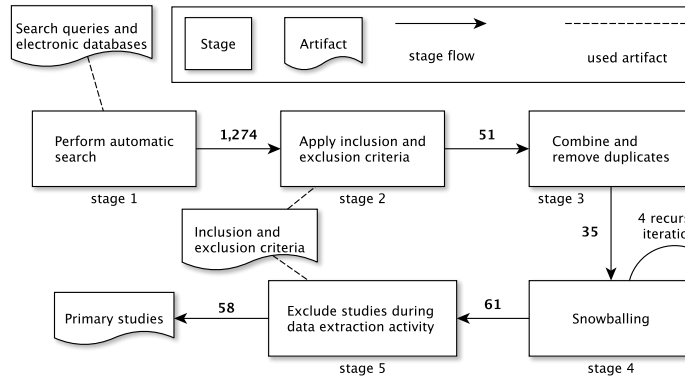 Search queries and
electronic databases
Stage
Artifact
stage flow
used artifact
Perform automatic
search
1,274
Apply inclusion and
exclusion criteria
51
Combine and
remove duplicates
stage 1
stage 2
stage 3
Inclusion and
exclusion criteria
35
4
Primary studies
58
Exclude studies during
data extraction activity
61
Snowballing
stage 5
stage 4